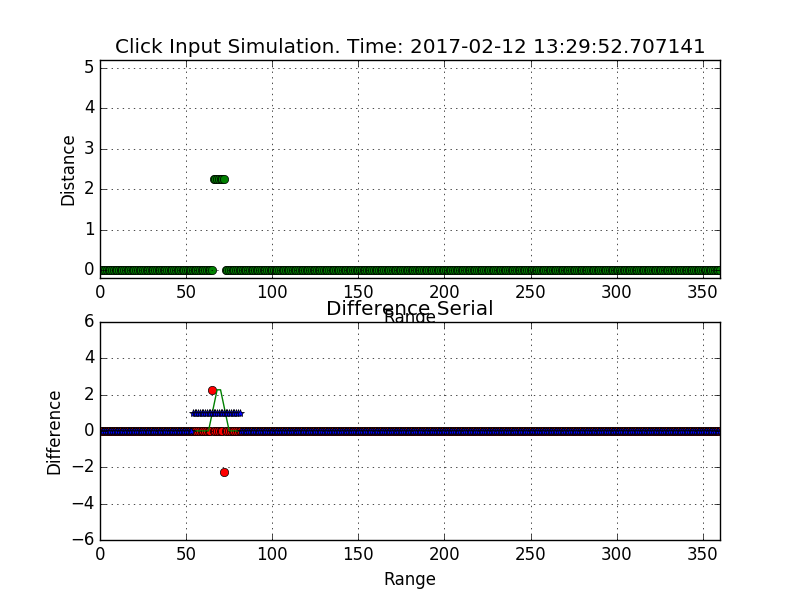 Click Input Simulation. Time: 2017-02-12 13:29:52.707141
5
4
3
2
1
0
Distance
0 50 100 150 200 250 300 350
Range
Difference Serial
6
4
2
0
−2
−4
−6
Difference
0 50 100 150 200 250 300 350
Range